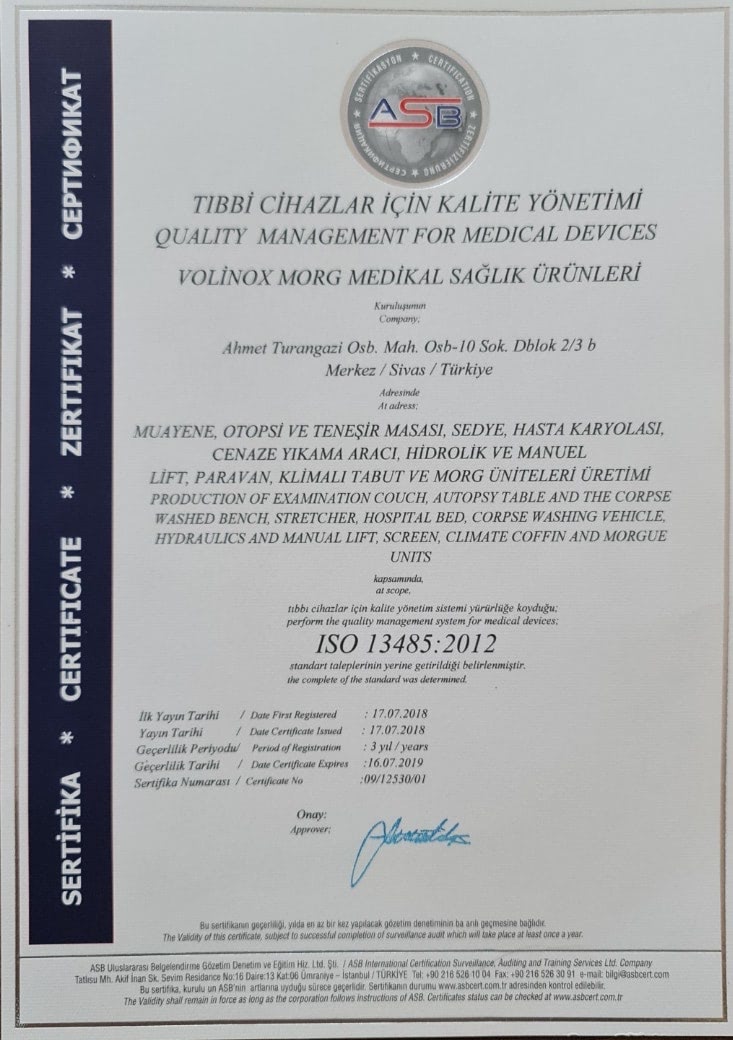 SERTİFİKA * CERTIFICATE * ZERTIFIKAT * СЕРТИФИКАТ
SERTİFİKASYON ★ CERTIFICATION ★ ZERTIFIZIERUNG ★ СЕРТИФИКАЦИЯ ★
ASB
TIBBİ CİHAZLAR İÇİN KALİTE YÖNETİMİ
QUALITY MANAGEMENT FOR MEDICAL DEVICES
VOLİNOX MORG MEDİKAL SAĞLIK ÜRÜNLERİ
Kuruluşunun
Company;
Ahmet Turangazi Osb. Mah. Osb-10 Sok. Dblok 2/3 b
Merkez / Sivas / Türkiye
Adresinde
At adress;
MUAYENE, OTOPSİ VE TENEŞİR MASASI, SEDYE, HASTA KARYOLASI,
CENAZE YIKAMA ARACI, HİDROLİK VE MANUEL
LİFT, PARAVAN, KLİMALI TABUT VE MORG ÜNİTELERİ ÜRETİMİ
PRODUCTION OF EXAMINATION COUCH, AUTOPSY TABLE AND THE CORPSE
WASHED BENCH, STRETCHER, HOSPITAL BED, CORPSE WASHING VEHICLE,
HYDRAULICS AND MANUAL LIFT, SCREEN, CLIMATE COFFIN AND MORGUE
UNITS
kapsamında,
at scope,
tıbbi cihazlar için kalite yönetim sistemi yürürlüğe koyduğu;
perform the quality management system for medical devices;
ISO 13485:2012
standart taleplerinin yerine getirildiği belirlenmiştir.
the complete of the standard was determined.
İlk Yayın Tarihi / Date First Registered : 17.07.2018
Yayın Tarihi / Date Certificate Issued : 17.07.2018
Geçerlilik Periyodu/ Period of Registration : 3 yıl / years
Geçerlilik Tarihi / Date Certificate Expires :16.07.2019
Sertifika Numarası / Certificate No :09/12530/01
Onay:
Approver;
Bu sertifikanın geçerliliği, yılda en az bir kez yapılacak gözetim denetiminin ba arılı geçmesine bağlıdır.
The Validity of this certificate, subject to successful completion of surveillance audit which will take place at least once a year.
ASB Uluslararası Belgelendirme Gözetim Denetim ve Eğitim Hiz. Ltd. Şti. / ASB International Certification Surveillance, Auditing and Training Services Ltd. Company
Tatlısu Mh. Akif İnan Sk. Sevim Residance No:16 Daire:13 Kat:06 Ümraniye – İstanbul / TÜRKİYE Tel: +90 216 526 10 04 Fax: +90 216 526 30 91 e-mail: bilgi@asbcert.com
Bu sertifika, kurulu un ASB'nin artlarına uyduğu sürece geçerlidir. Sertifikanın durumu www.asbcert.com.tr adresinden kontrol edilebilir.
The Validity shall remain in force as long as the corporation follows instructions of ASB. Certificates status can be checked at www.asbcert.com.tr